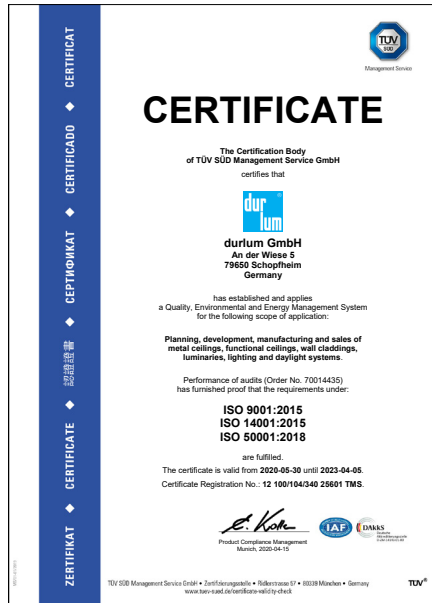 ZERTIFIKAT ◆ CERTIFICATE ◆ 認證證書 ◆ СЕРТИФИКАТ ◆ CERTIFICADO ◆ CERTIFICAT
TÜV
SÜD
Management Service
CERTIFICATE
The Certification Body
of TÜV SÜD Management Service GmbH
certifies that
dur
lum
durlum GmbH
An der Wiese 5
79650 Schopfheim
Germany
has established and applies
a Quality, Environmental and Energy Management System
for the following scope of application:
Planning, development, manufacturing and sales of
metal ceilings, functional ceilings, wall claddings,
luminaries, lighting and daylight systems.
Performance of audits (Order No. 70014435)
has furnished proof that the requirements under:
ISO 9001:2015
ISO 14001:2015
ISO 50001:2018
are fulfilled.
The certificate is valid from 2020-05-30 until 2023-04-05.
Certificate Registration No.: 12 100/104/340 25601 TMS.
Product Compliance Management
Munich, 2020-04-15
IAF
DAkkS
TÜV SÜD Management Service GmbH • Zertifizierungsstelle • Ridlerstrasse 57 • 80339 München • Germany
www.tuev-sued.de/certificate-validity-check
TÜV®